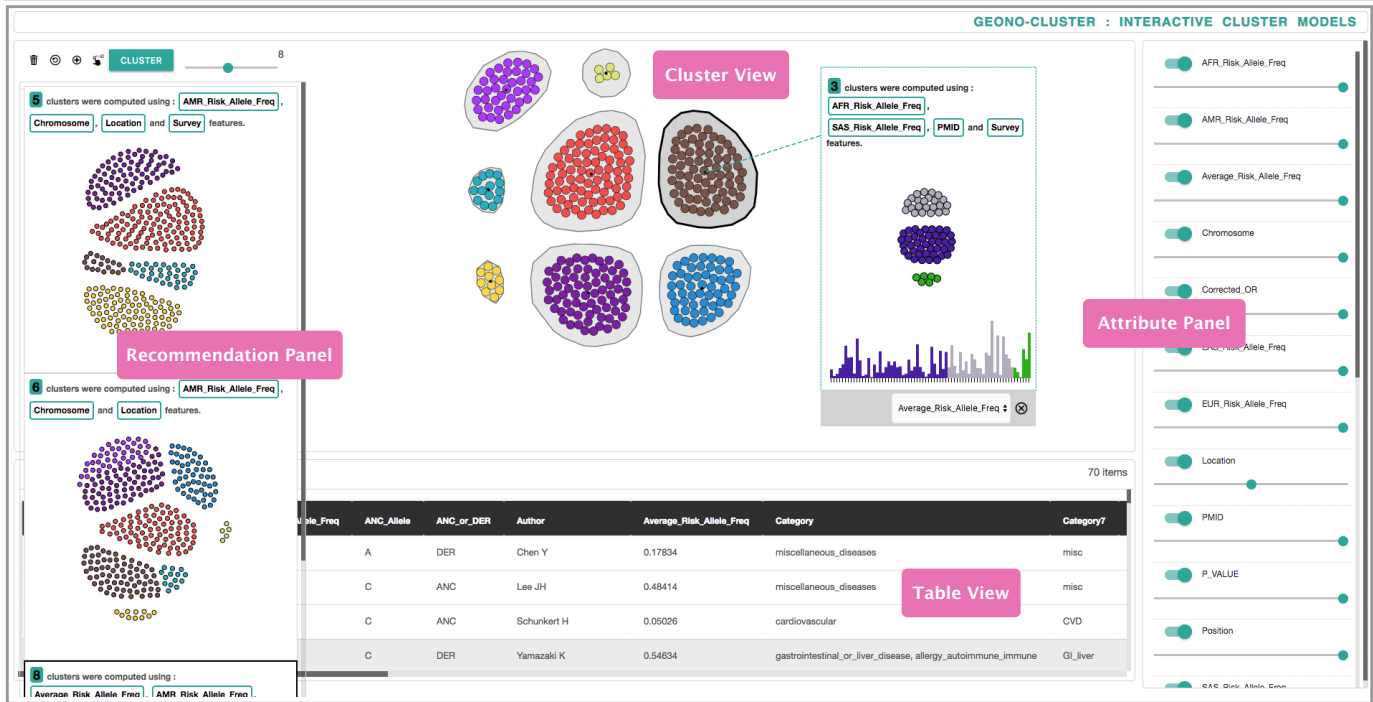 GEONO-CLUSTER : INTERACTIVE CLUSTER MODELS
CLUSTER
8
5 clusters were computed using : AMR_Risk_Allele_Freq ,
Chromosome , Location and Survey features.
Recommendation Panel
6 clusters were computed using : AMR_Risk_Allele_Freq ,
Chromosome and Location features.
8 clusters were computed using :
Average_Risk_Allele_Freq , AMR_Risk_Allele_Freq ,
Cluster View
3 clusters were computed using :
AFR_Risk_Allele_Freq ,
SAS_Risk_Allele_Freq , PMID and Survey
features.
Average_Risk_Allele_Freq
70 items
ANC_Allele ANC_or_DER Author Average_Risk_Allele_Freq Category Category7
A DER Chen Y 0.17834 miscellaneous_diseases misc
C ANC Lee JH 0.48414 miscellaneous_diseases misc
C ANC Schunkert H 0.05026 cardiovascular CVD
C DER Yamazaki K 0.54634 gastrointestinal_or_liver_disease, allergy_autoimmune_immune GI_liver
Table View
AFR_Risk_Allele_Freq
AMR_Risk_Allele_Freq
Average_Risk_Allele_Freq
Chromosome
Corrected_OR
Attribute Panel
EAS_Risk_Allele_Freq
EUR_Risk_Allele_Freq
Location
PMID
P_VALUE
Position
SAS_Risk_Allele_Freq